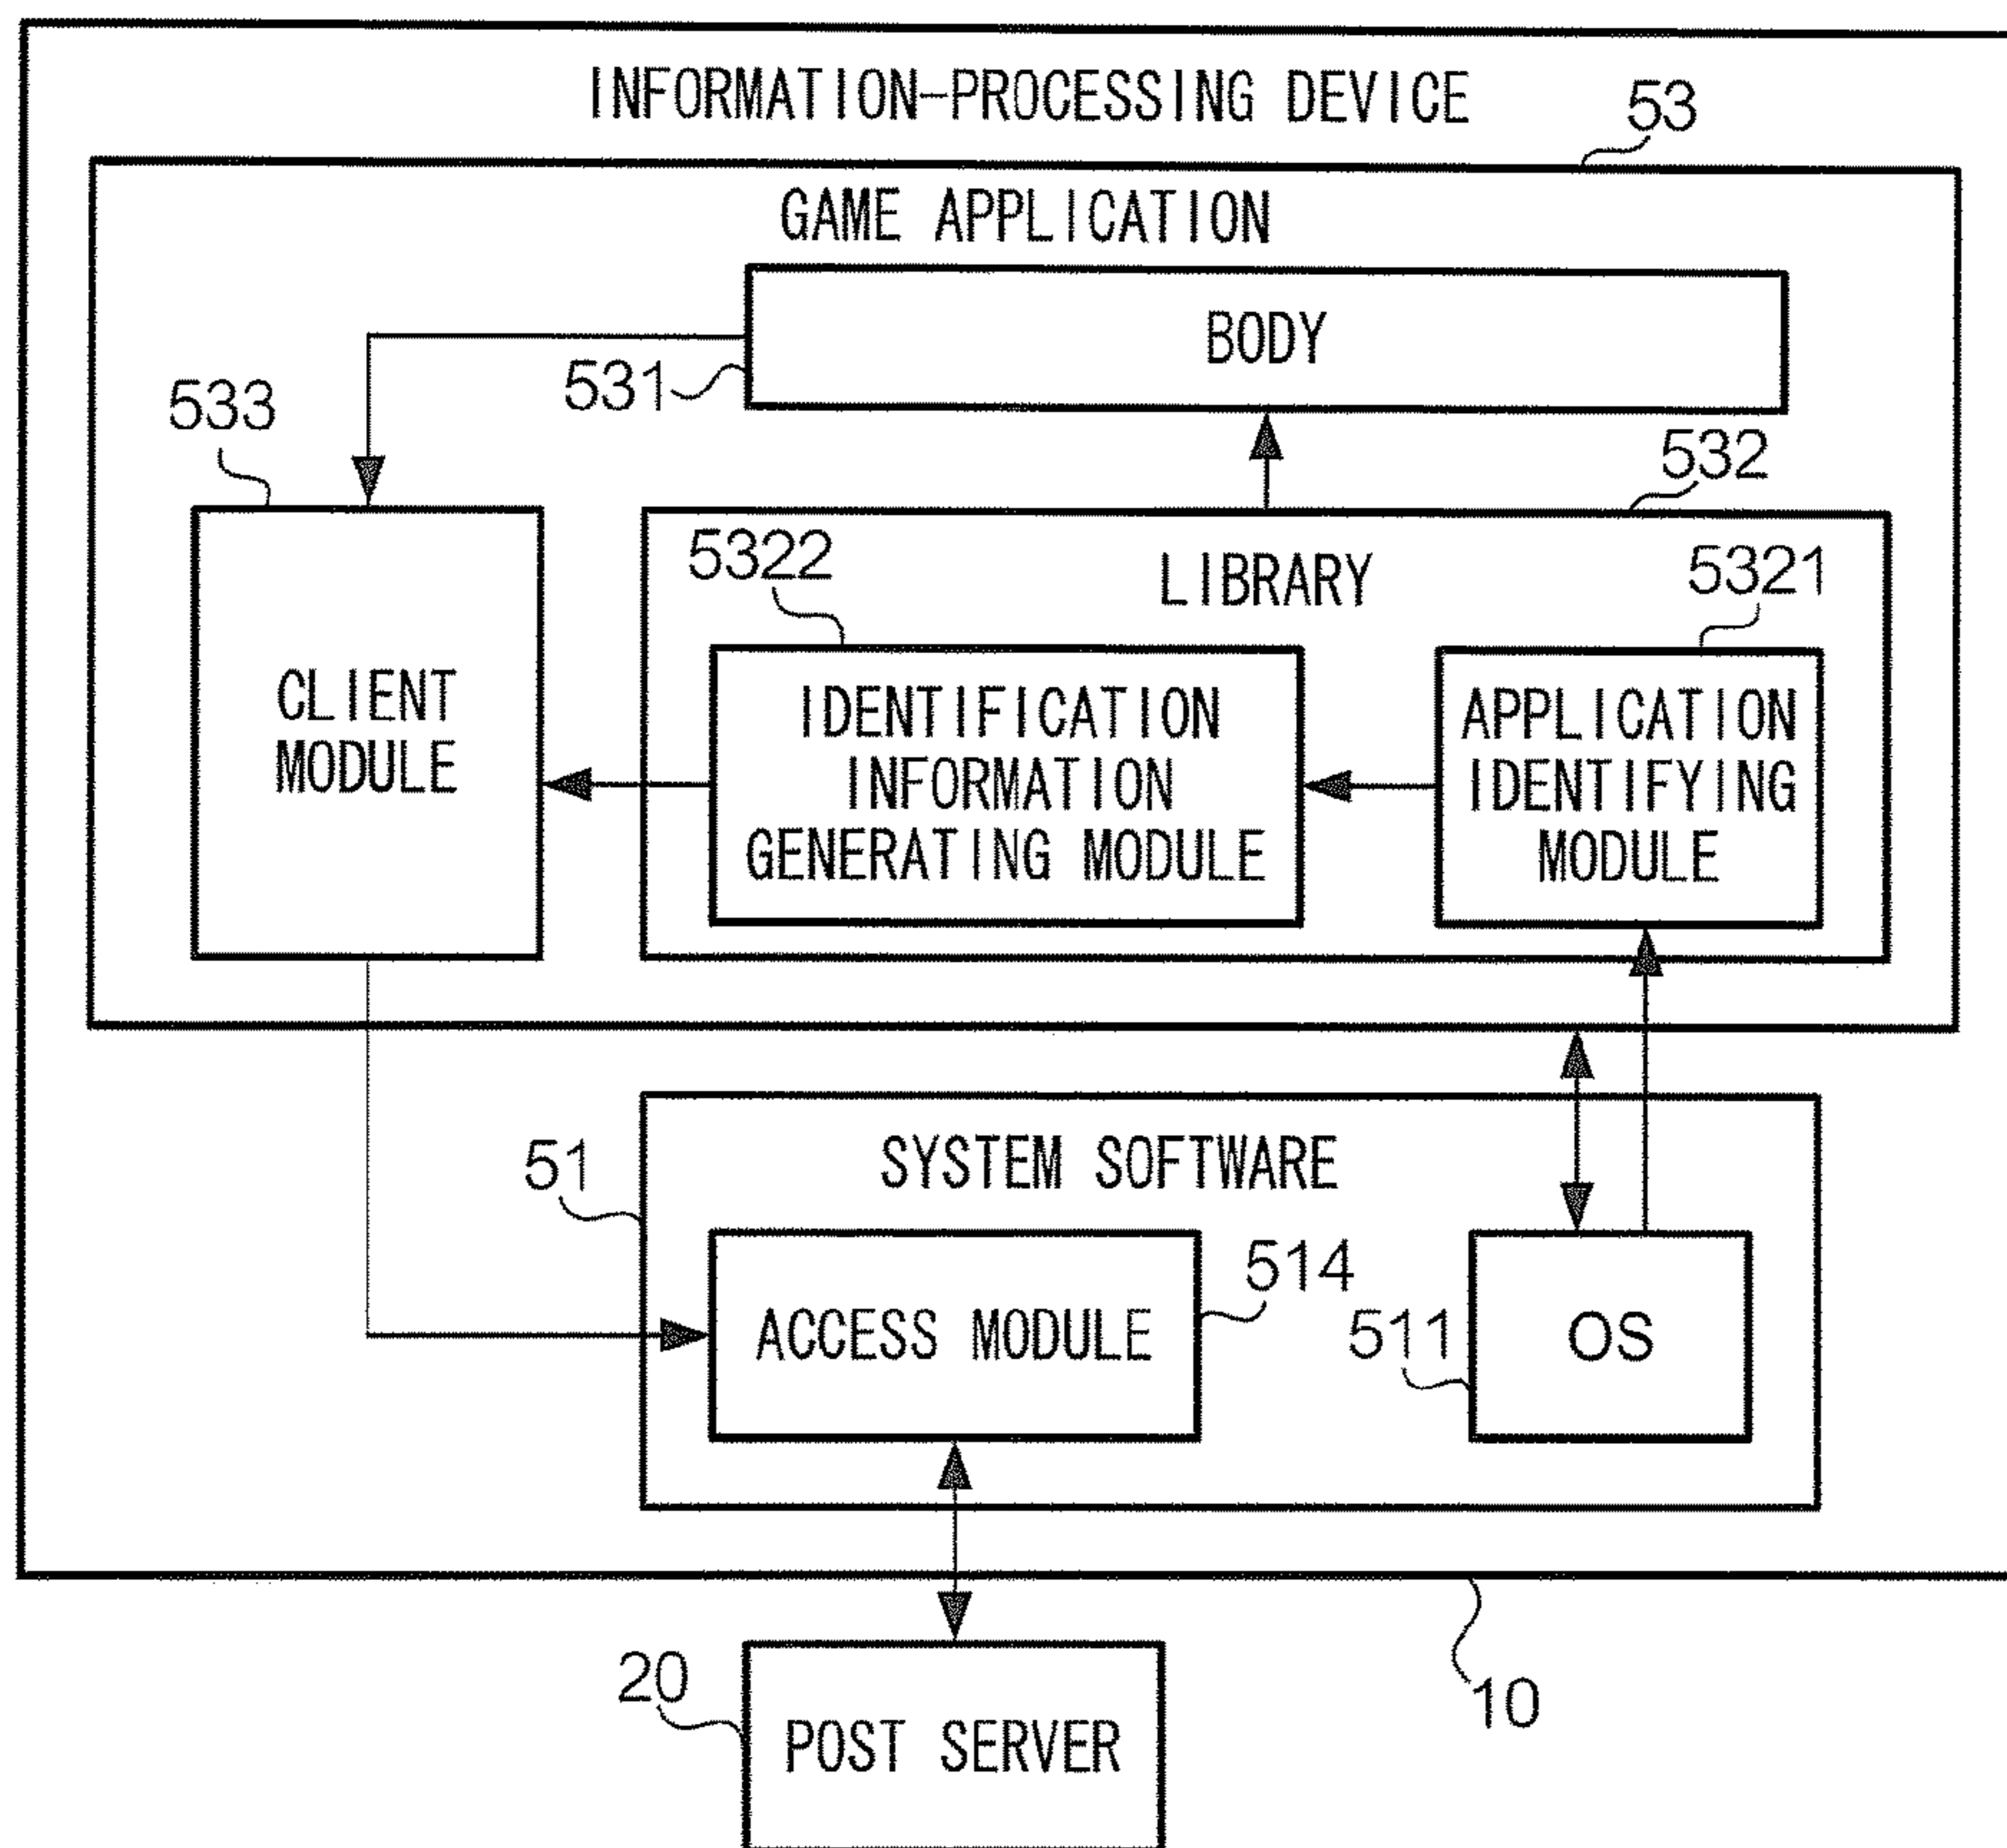 INFORMATION-PROCESSING DEVICE
53
GAME APPLICATION
BODY
531
533
532
5322
LIBRARY
5321
CLIENT
MODULE
IDENTIFICATION
INFORMATION
GENERATING MODULE
APPLICATION
IDENTIFYING
MODULE
51
SYSTEM SOFTWARE
514
ACCESS MODULE
511
OS
20
10
POST SERVER